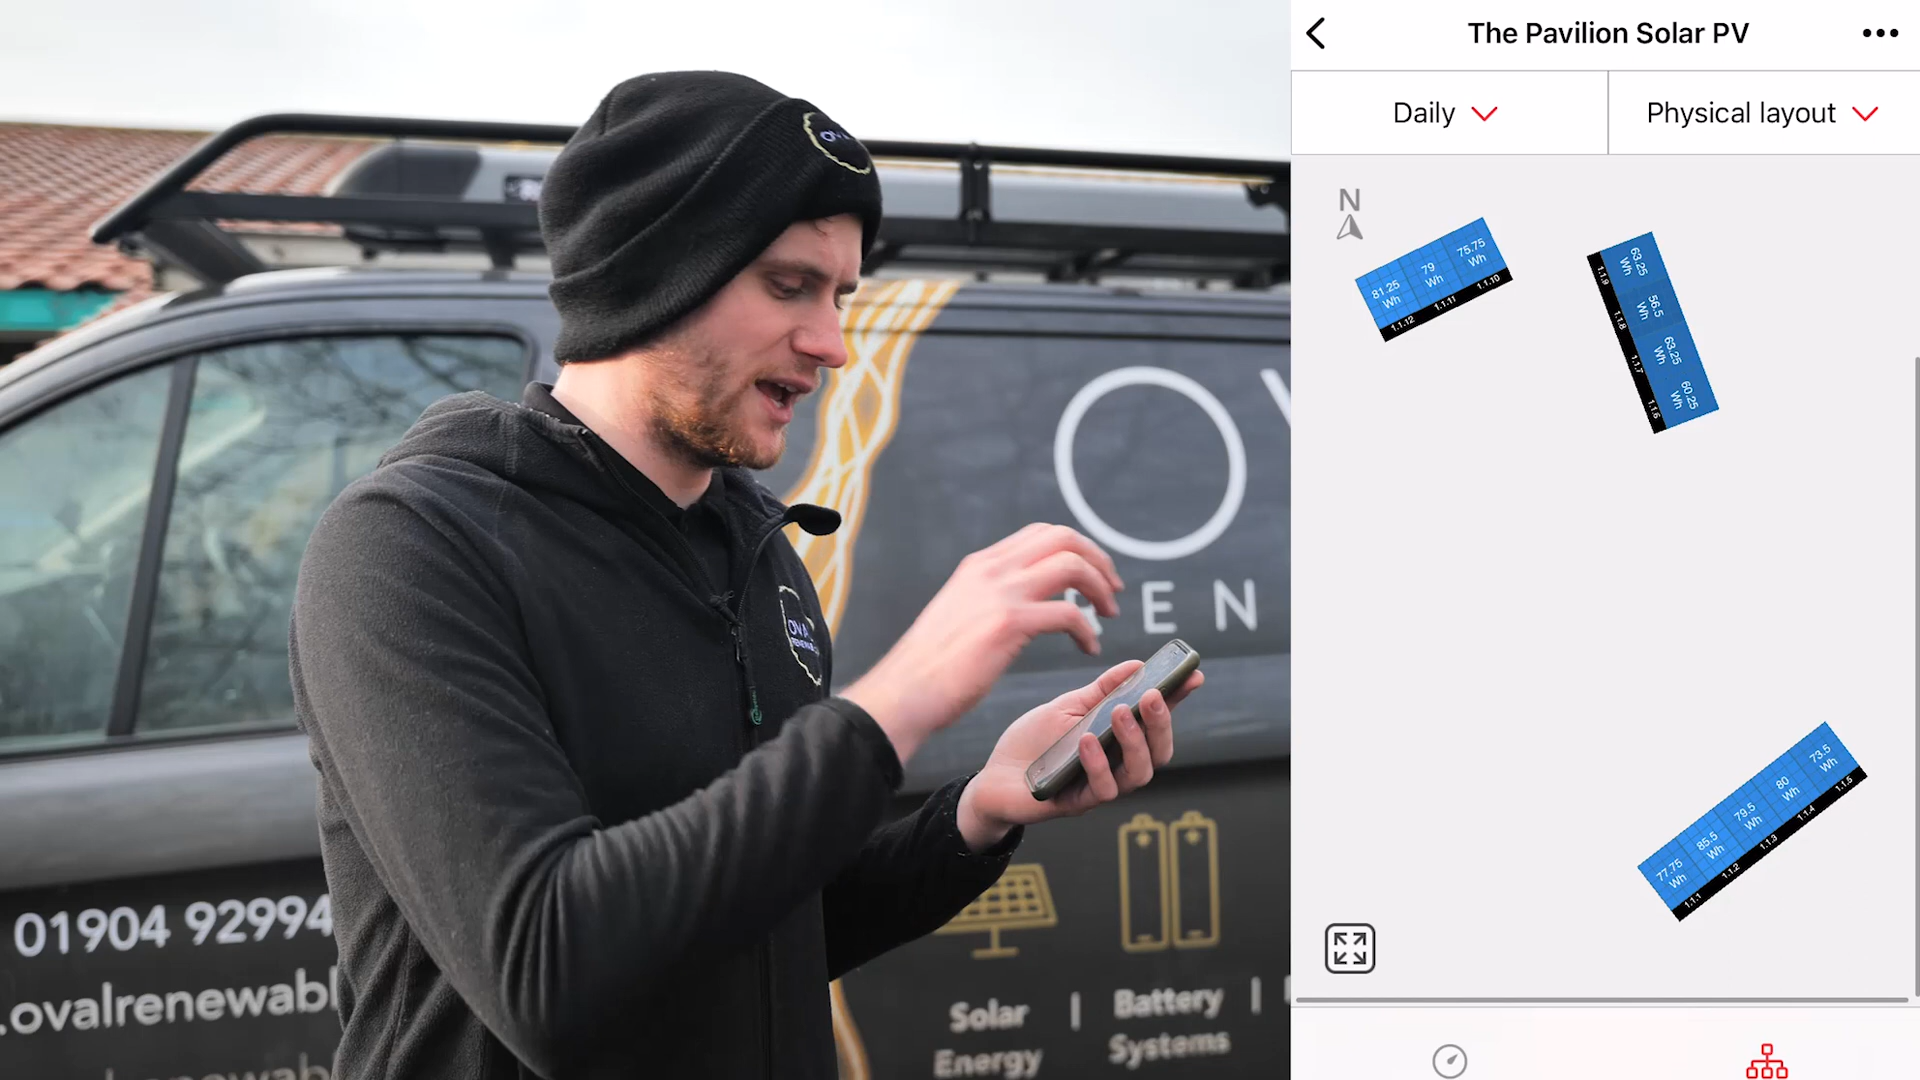 OVAL
OVAL
RENEWABLES
O V
R E N
01904 92994
.ovalrenewabl
Solar | Battery |
Energy Systems
The Pavilion Solar PV
Daily
Physical layout
N
81.25 Wh
79 Wh
75.75 Wh
1.1.12
1.1.11
1.1.10
63.25 Wh
56.5 Wh
63.25 Wh
60.25 Wh
1.1.9
1.1.8
1.1.7
1.1.6
77.75 Wh
85.5 Wh
79.5 Wh
80 Wh
73.5 Wh
1.1.1
1.1.2
1.1.3
1.1.4
1.1.5